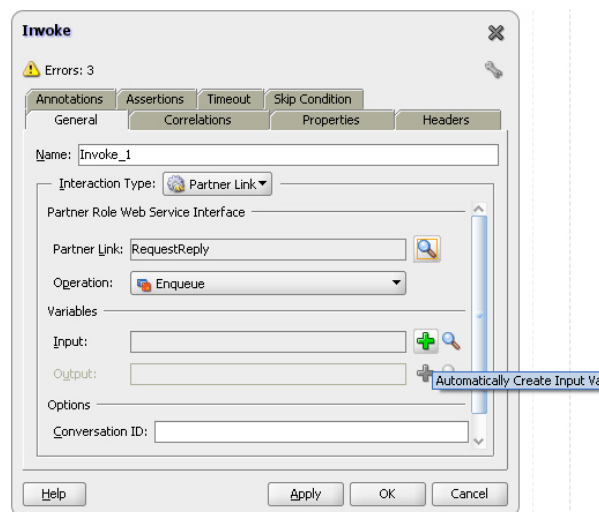 Invoke
Errors: 3
Annotations Assertions Timeout Skip Condition
General Correlations Properties Headers
Name: Invoke_1
Interaction Type: Partner Link
Partner Role Web Service Interface
Partner Link: RequestReply
Operation: Enqueue
Variables
Input:
Output:
Automatically Create Input Va
Options
Conversation ID:
Help Apply OK Cancel